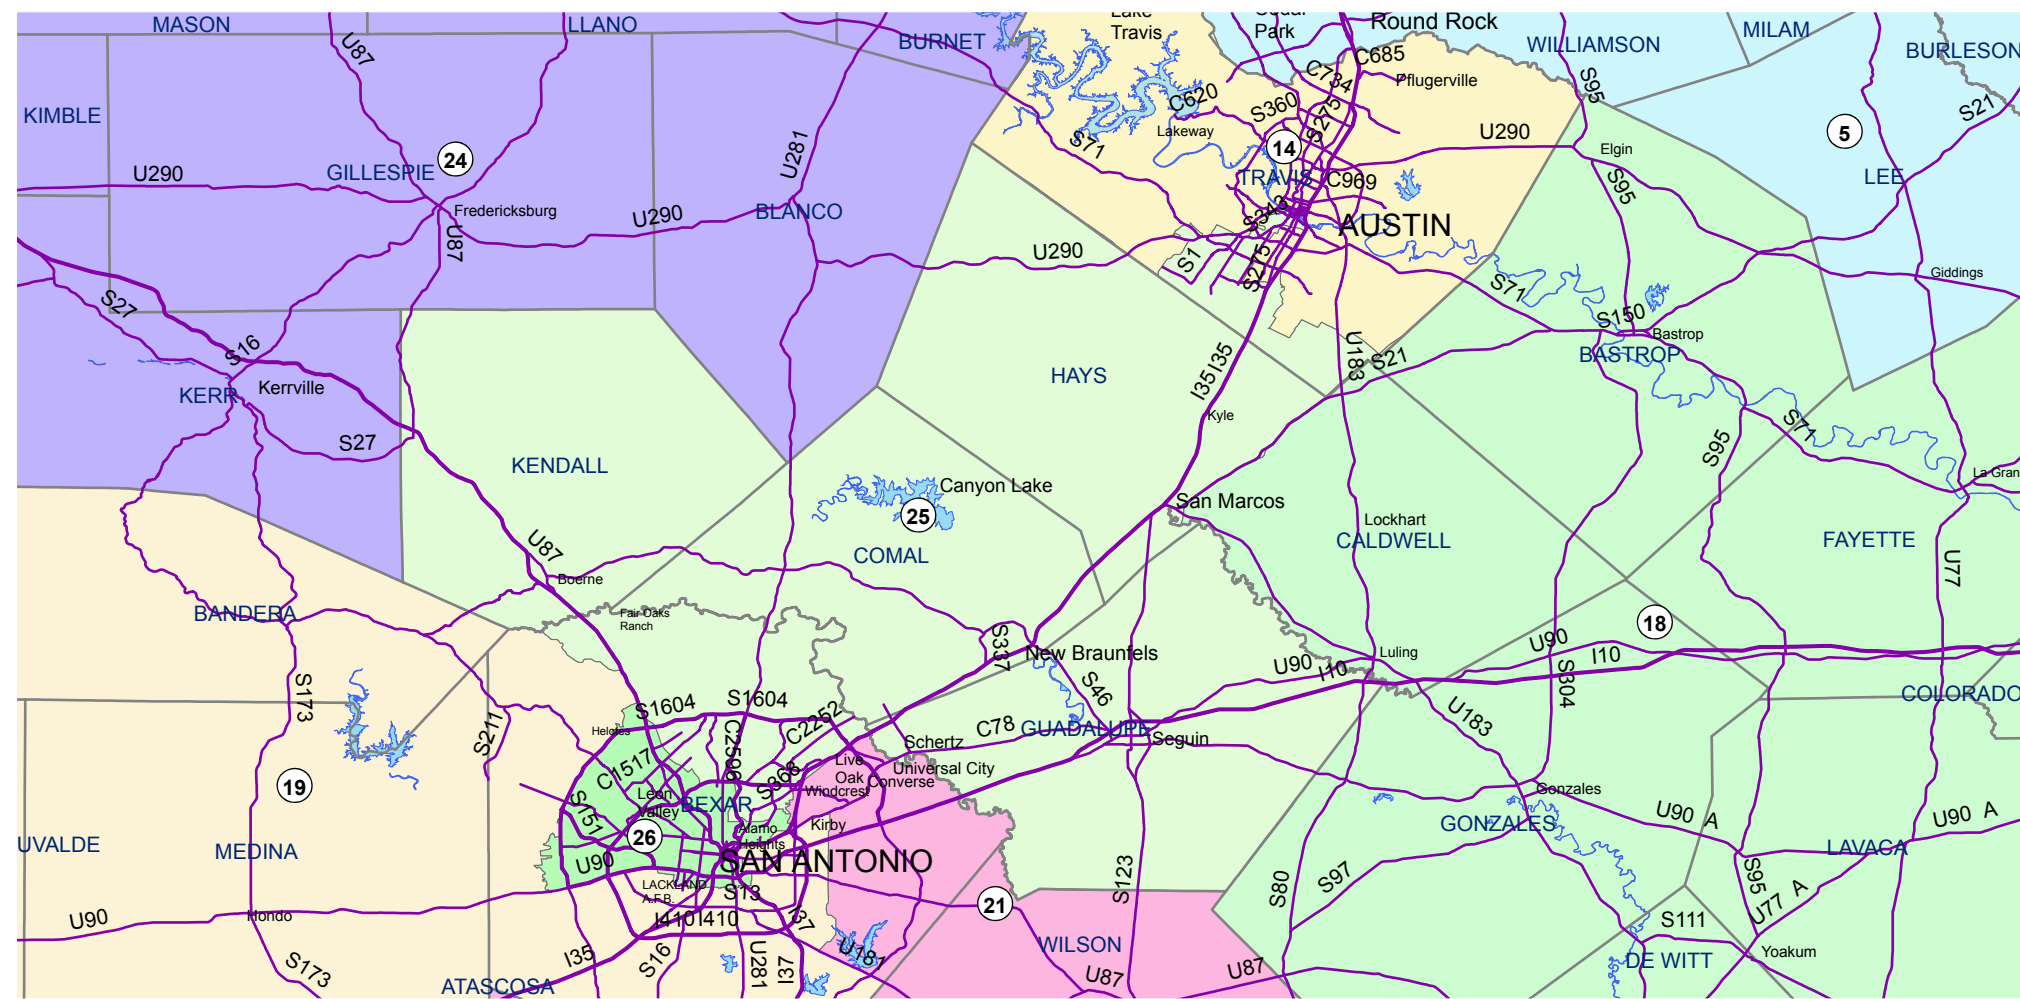 MASON
LLANO
BURNET
Lake
Travis
Cedar
Park
Round Rock
WILLIAMSON
MILAM
BURLESON
U87
C685
C734
Pflugerville
S95
S21
KIMBLE
C620
S360
S275
U281
Lakeway
S71
U290
Elgin
5
14
24
GILLESPIE
U290
TRAVIS
C969
S95
LEE
Fredericksburg
U290
BLANCO
S343
AUSTIN
U87
U290
S1
S275
Giddings
S71
S27
S150
Bastrop
BASTROP
S16
I35
U183
S21
HAYS
I35
KERR
Kerrville
Kyle
S27
S71
S95
KENDALL
La Gran
Canyon Lake
25
San Marcos
Lockhart
CALDWELL
FAYETTE
U87
COMAL
U77
Boerne
BANDERA
Fair Oaks
Ranch
18
S337
New Braunfels
U90
I10
Luling
U90
I10
S304
S173
S46
COLORADO
S1604
S1604
U183
S211
Helotes
C2252
C78
GUADALUPE
Seguin
Schertz
C2596
Live
Oak
Universal City
Converse
Windcrest
C1517
S368
19
Leon
Valley
BEXAR
Gonzales
S151
Kirby
Alamo
Heights
26
GONZALES
U90 A
U90 A
UVALDE
MEDINA
LAVACA
SAN ANTONIO
U90
LACKLAND
A.F.B.
S13
S123
S80
S97
S95
U77 A
21
Hondo
U90
I410
I410
I37
S111
WILSON
Yoakum
DE WITT
S173
I35
S16
U281
I37
U181
U87
U87
ATASCOSA